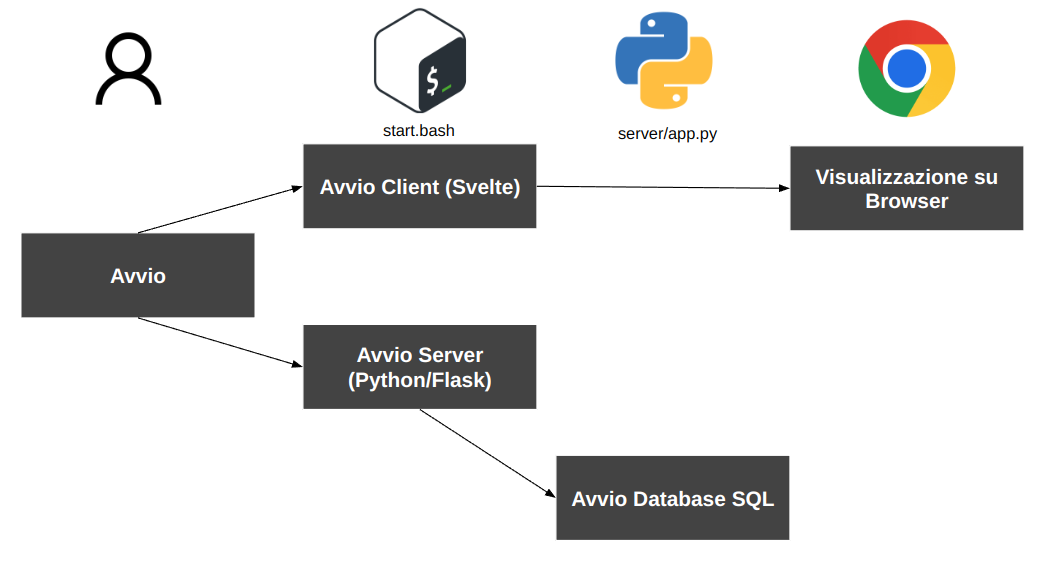 $_
start.bash
server/app.py
Avvio Client (Svelte)
Visualizzazione su
Browser
Avvio
Avvio Server
(Python/Flask)
Avvio Database SQL